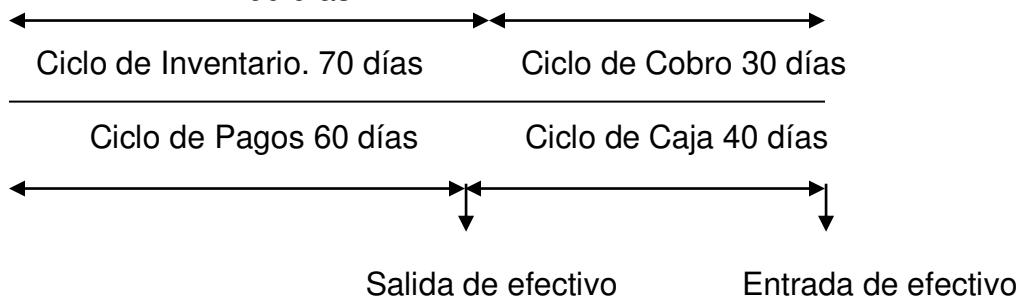 Ciclo de Inventario. 70 días Ciclo de Cobro 30 días
Ciclo de Pagos 60 días Ciclo de Caja 40 días
Salida de efectivo Entrada de efectivo